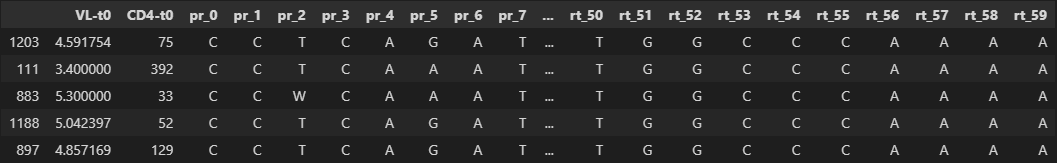 VL-t0 CD4-t0 pr_0 pr_1 pr_2 pr_3 pr_4 pr_5 pr_6 pr_7 ... rt_50 rt_51 rt_52 rt_53 rt_54 rt_55 rt_56 rt_57 rt_58 rt_59
1203 4.591754 75 C C T C A G A T ... T G G C C C A A A A
111 3.400000 392 C C T C A A A T ... T G G C C C A A A A
883 5.300000 33 C C W C A A A T ... T G G C C C A A A A
1188 5.042397 52 C C T C A G A T ... T G G C C C A A A A
897 4.857169 129 C C T C A G A T ... T G G C C C A A A A